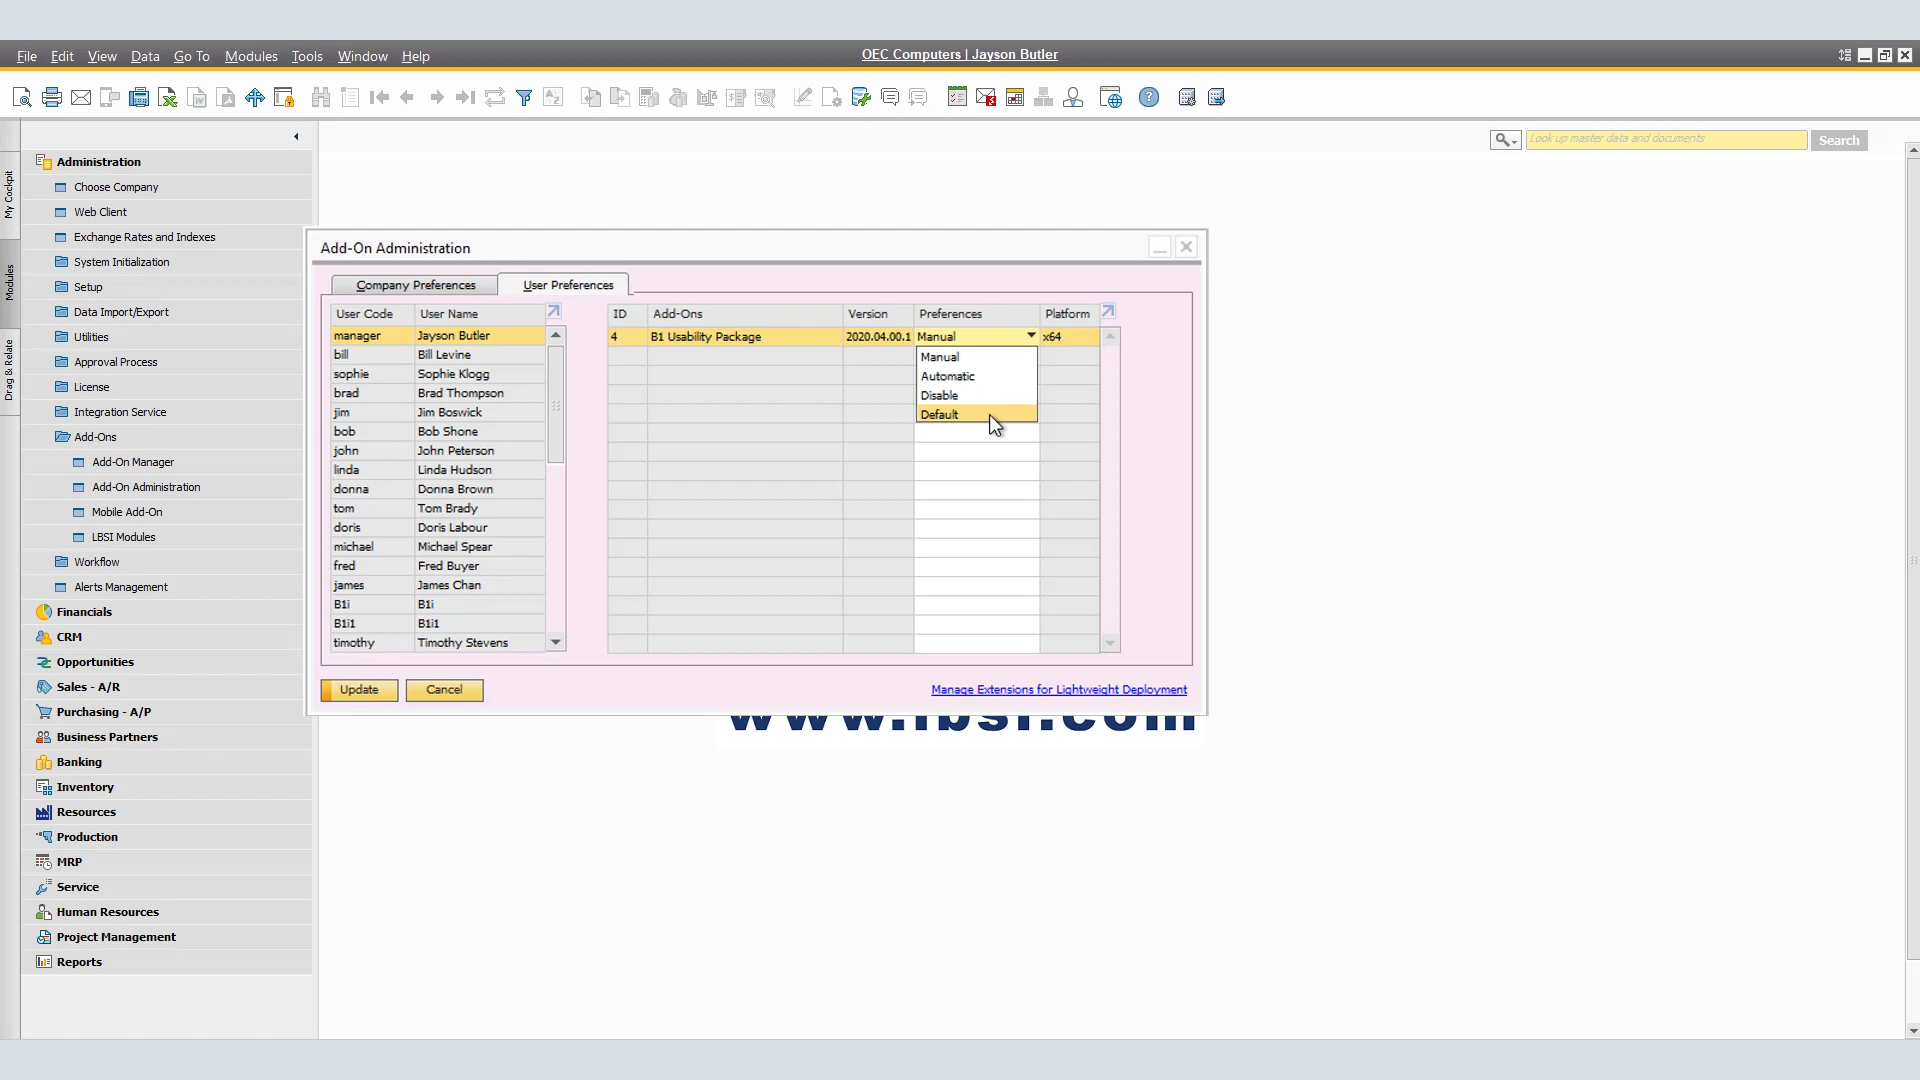 File Edit View Data Go To Modules Tools Window Help
OEC Computers | Jayson Butler
Look up master data and documents
Search
My Cockpit
Modules
Drag & Relate
Administration
Choose Company
Web Client
Exchange Rates and Indexes
System Initialization
Setup
Data Import/Export
Utilities
Approval Process
License
Integration Service
Add-Ons
Add-On Manager
Add-On Administration
Mobile Add-On
LBSI Modules
Workflow
Alerts Management
Financials
CRM
Opportunities
Sales - A/R
Purchasing - A/P
Business Partners
Banking
Inventory
Resources
Production
MRP
Service
Human Resources
Project Management
Reports
Add-On Administration
Company Preferences User Preferences
User Code User Name
manager Jayson Butler
bill Bill Levine
sophie Sophie Klogg
brad Brad Thompson
jim Jim Boswick
bob Bob Shone
john John Peterson
linda Linda Hudson
donna Donna Brown
tom Tom Brady
doris Doris Labour
michael Michael Spear
fred Fred Buyer
james James Chan
B1i B1i
B1i1 B1i1
timothy Timothy Stevens
ID Add-Ons Version Preferences Platform
4 B1 Usability Package 2020.04.00.1 Manual x64
Manual
Automatic
Disable
Default
Update Cancel
Manage Extensions for Lightweight Deployment
www.lbsi.com